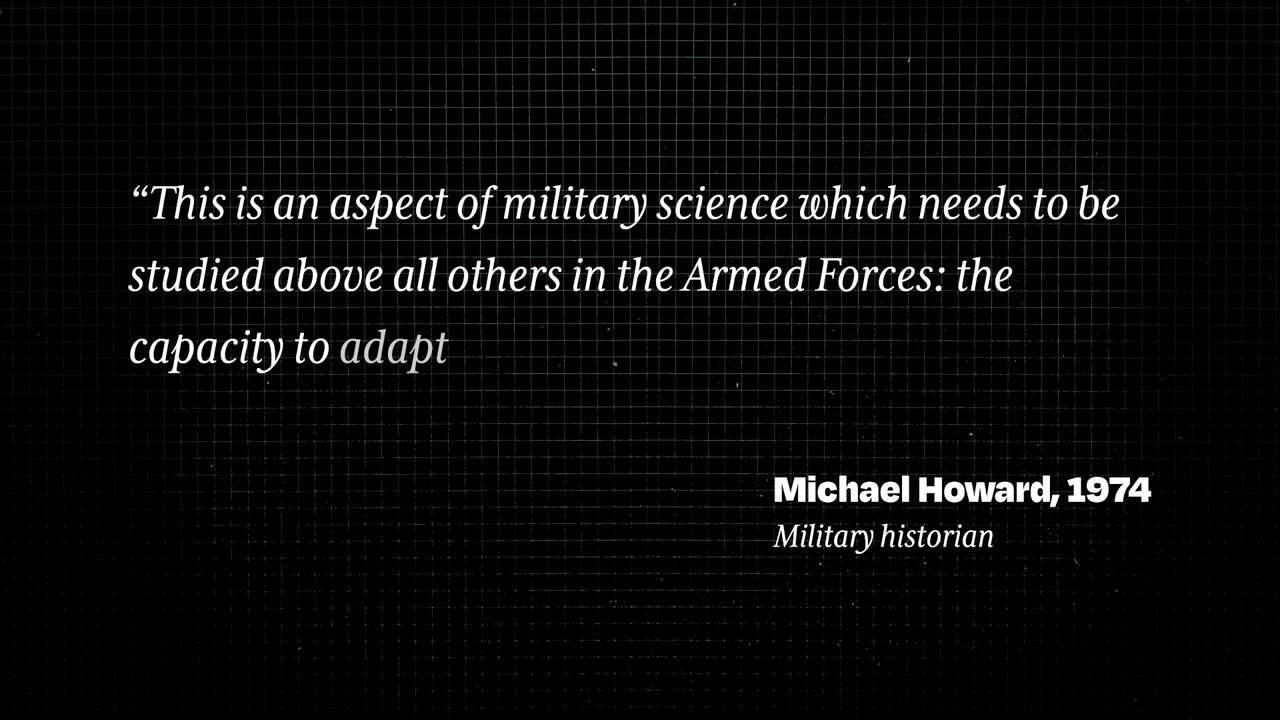 “This is an aspect of military science which needs to be
studied above all others in the Armed Forces: the
capacity to adapt
Michael Howard, 1974
Military historian